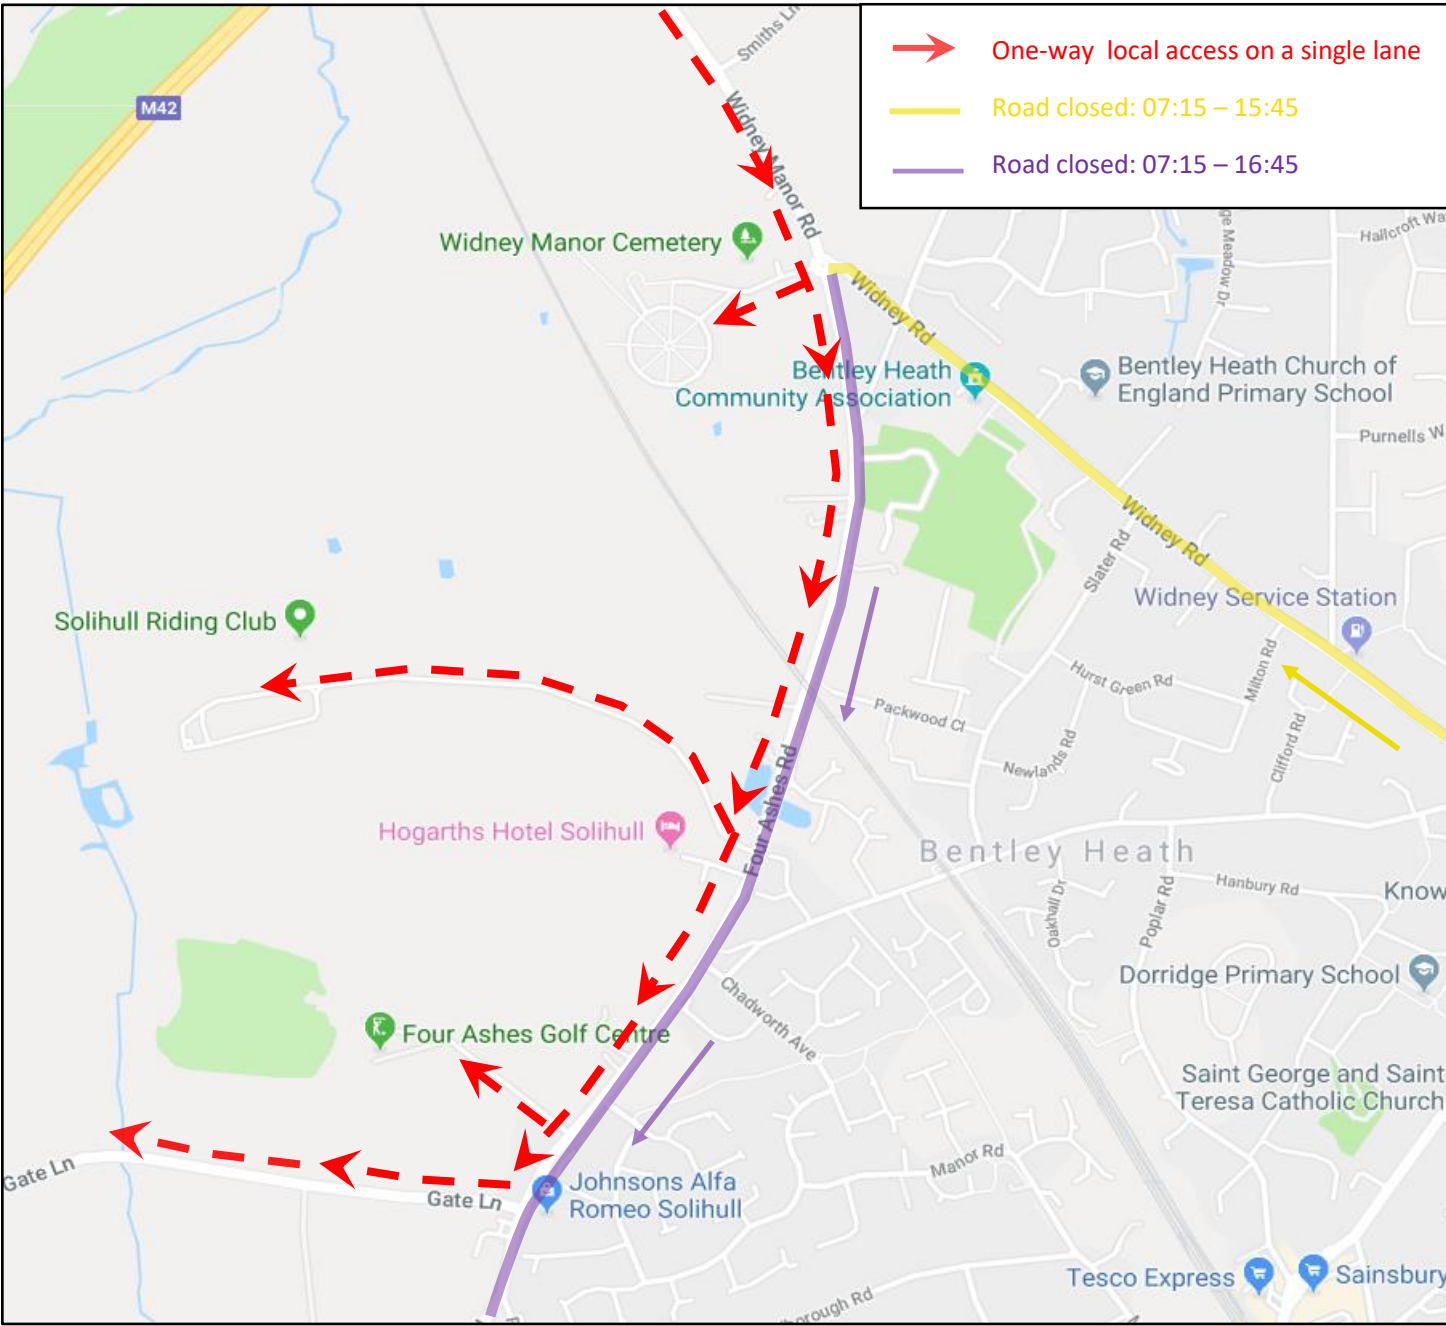 One-way local access on a single lane
Road closed: 07:15 – 15:45
Road closed: 07:15 – 16:45
Smiths Ln
M42
Widney Manor Rd
Widney Manor Cemetery
Hallcroft Wa
ge Meadow Dr
Widney Rd
Bentley Heath
Community Association
Bentley Heath Church of
England Primary School
Purnells W
Widney Rd
Slater Rd
Widney Service Station
Solihull Riding Club
Milton Rd
Hurst Green Rd
Packwood Cl
Clifford Rd
Newlands Rd
Four Ashes Rd
Hogarths Hotel Solihull
Bentley Heath
Hanbury Rd
Know
Oakhall Dr
Poplar Rd
Dorridge Primary School
Chadworth Ave
Four Ashes Golf Centre
Saint George and Saint
Teresa Catholic Church
Manor Rd
Gate Ln
Gate Ln
Johnsons Alfa
Romeo Solihull
Tesco Express
Sainsbury
borough Rd